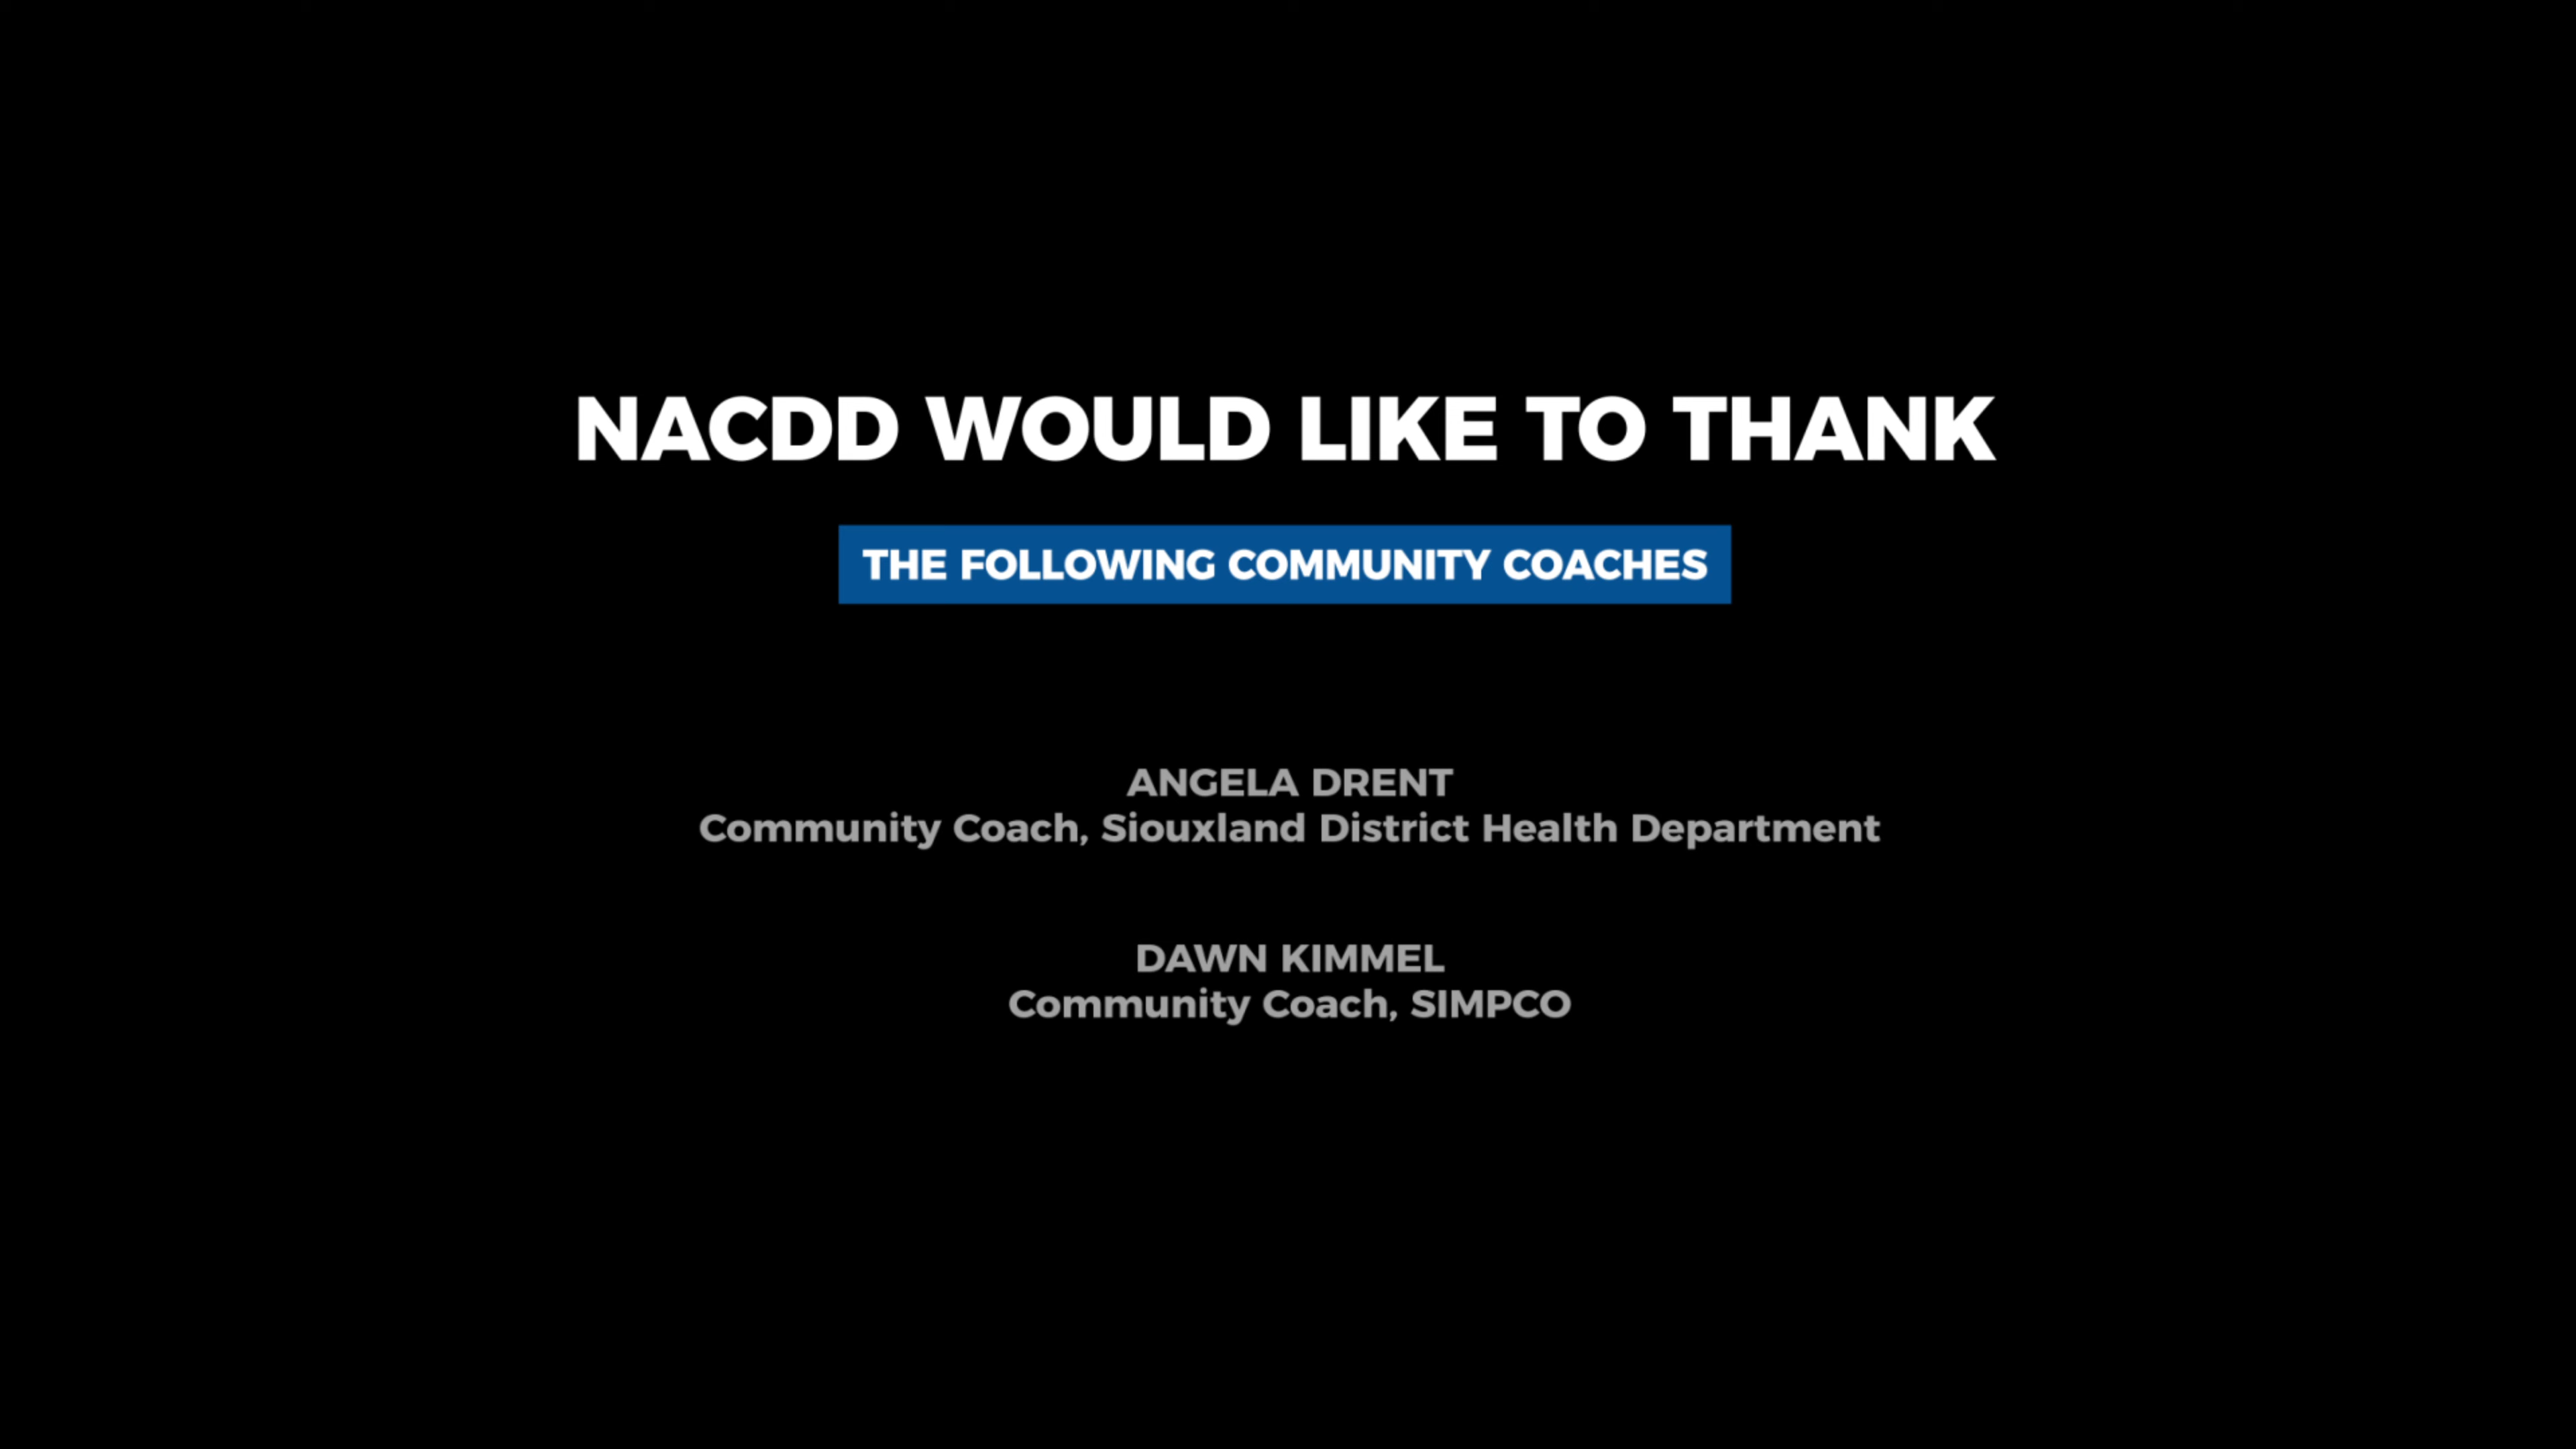 NACDD WOULD LIKE TO THANK
THE FOLLOWING COMMUNITY COACHES
ANGELA DRENT
Community Coach, Siouxland District Health Department
DAWN KIMMEL
Community Coach, SIMPCO